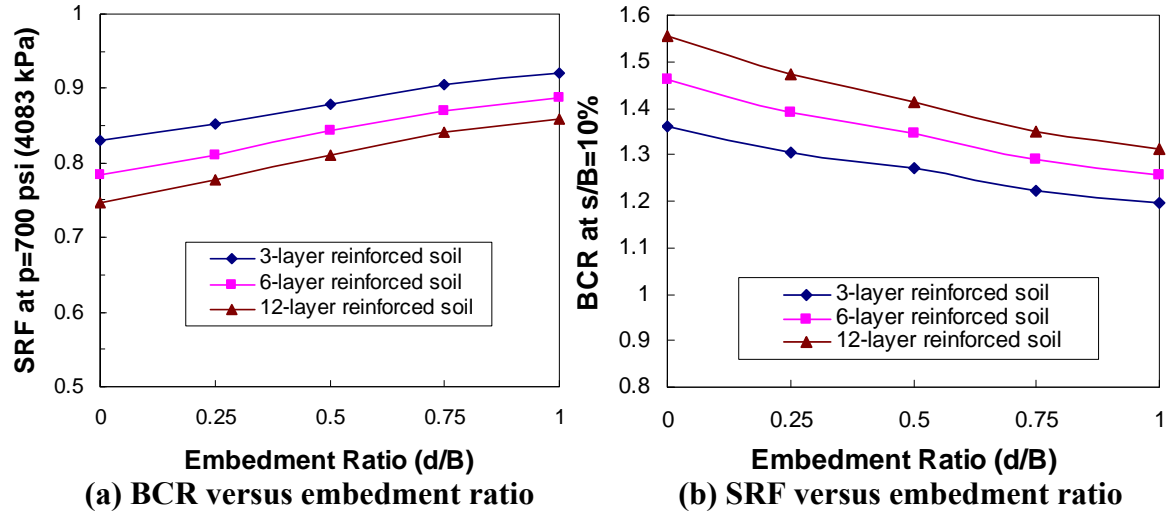 SRF at p=700 psi (4083 kPa)
1
0.9
0.8
0.7
0.6
0.5
3-layer reinforced soil
6-layer reinforced soil
12-layer reinforced soil
0 0.25 0.5 0.75 1
Embedment Ratio (d/B)
(a) BCR versus embedment ratio
BCR at s/B=10%
1.6
1.5
1.4
1.3
1.2
1.1
1
0.9
0.8
3-layer reinforced soil
6-layer reinforced soil
12-layer reinforced soil
0 0.25 0.5 0.75 1
Embedment Ratio (d/B)
(b) SRF versus embedment ratio